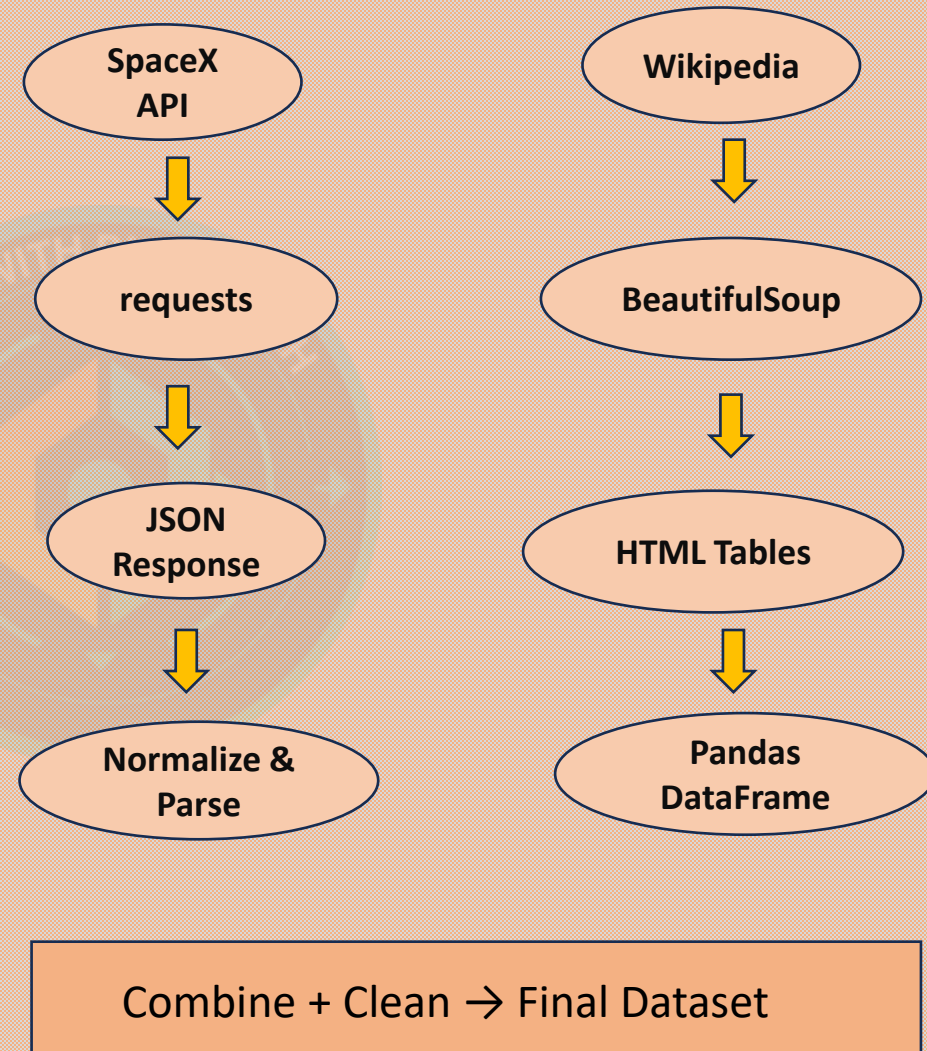 SpaceX
API
requests
JSON
Response
Normalize &
Parse
Wikipedia
BeautifulSoup
HTML Tables
Pandas
DataFrame
Combine + Clean → Final Dataset